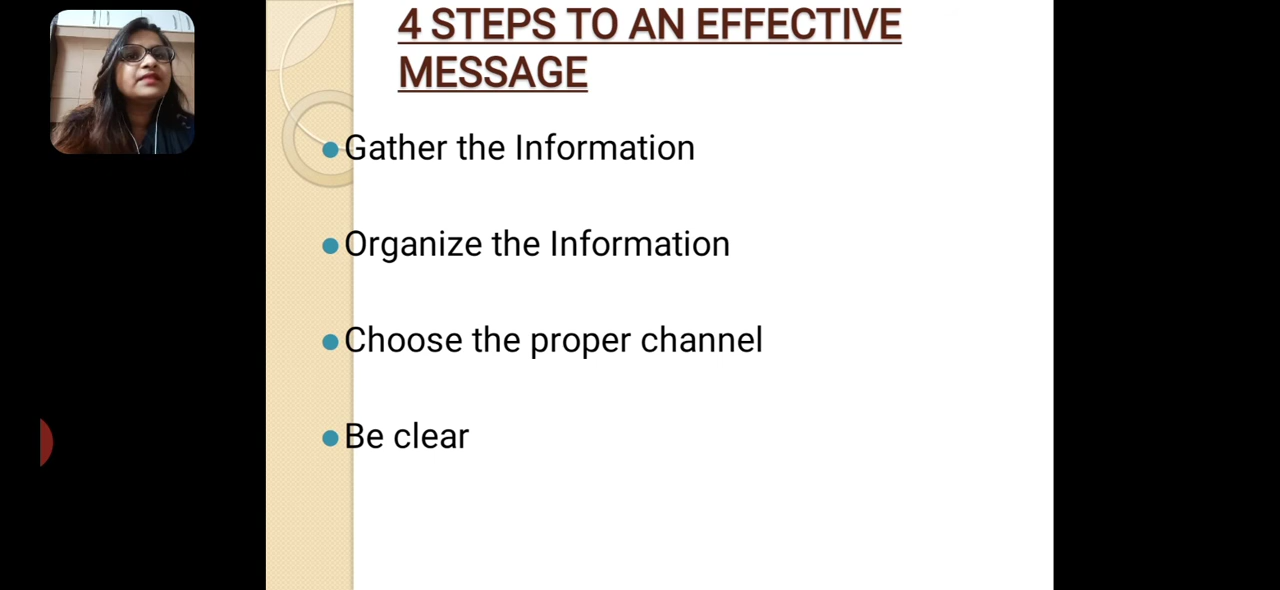 4 STEPS TO AN EFFECTIVE
MESSAGE
Gather the Information
Organize the Information
Choose the proper channel
Be clear